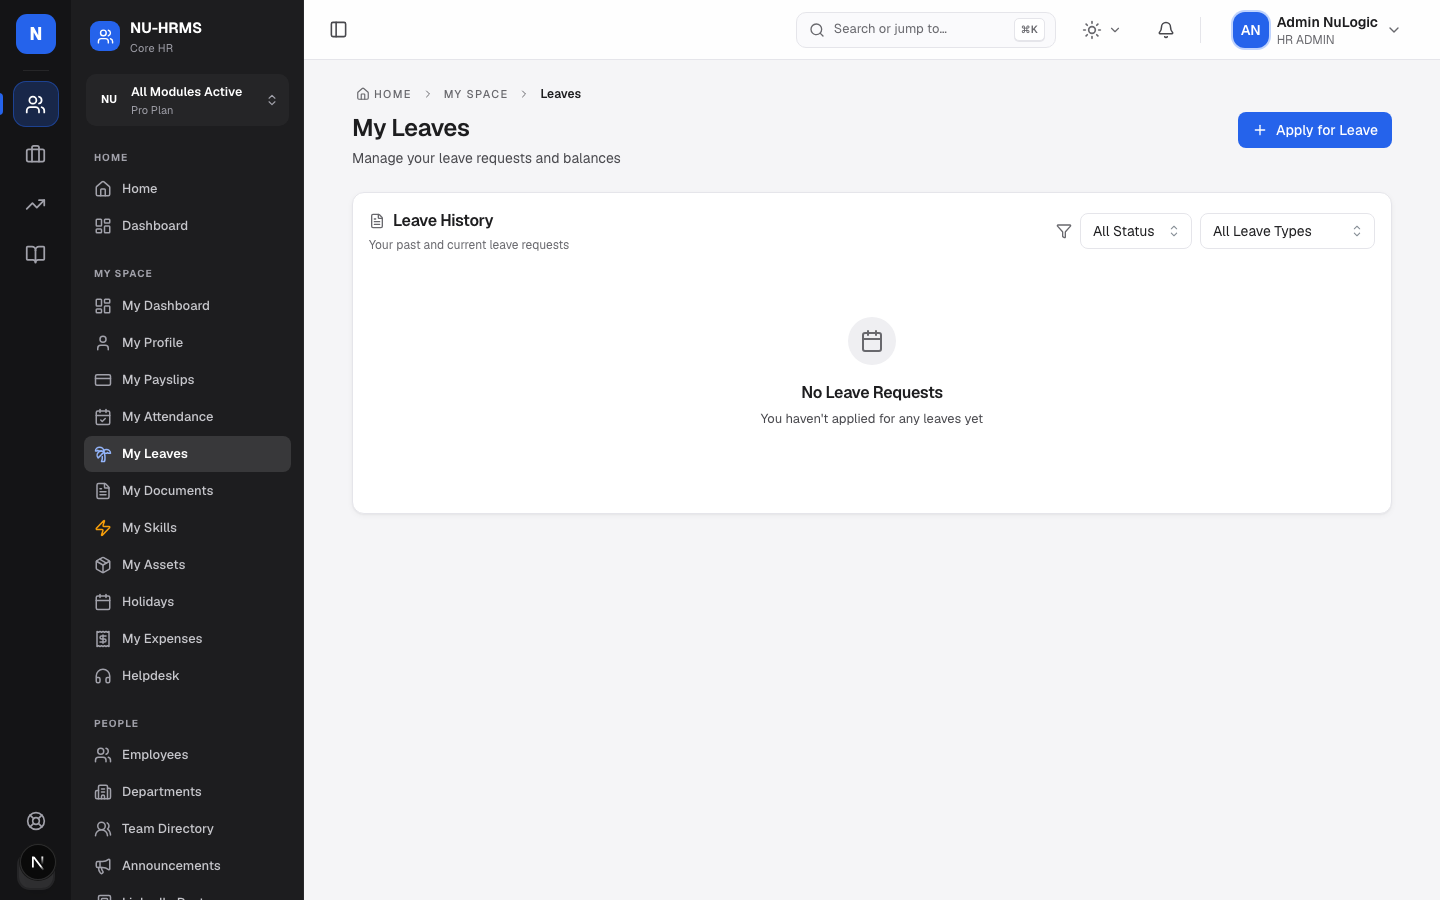 N
NU-HRMS
Core HR
NU
All Modules Active
Pro Plan
HOME
Home
Dashboard
MY SPACE
My Dashboard
My Profile
My Payslips
My Attendance
My Leaves
My Documents
My Skills
My Assets
Holidays
My Expenses
Helpdesk
PEOPLE
Employees
Departments
Team Directory
Announcements
N
Search or jump to...
⌘K
AN
Admin NuLogic
HR ADMIN
HOME
MY SPACE
Leaves
My Leaves
Manage your leave requests and balances
Apply for Leave
Leave History
Your past and current leave requests
All Status
All Leave Types
No Leave Requests
You haven't applied for any leaves yet